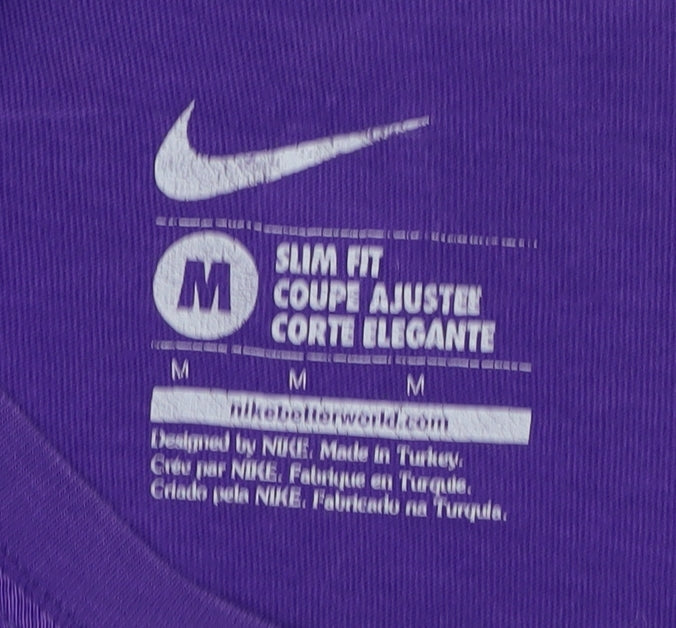 M
SLIM FIT
COUPE AJUSTEE
CORTE ELEGANTE
M M M
nikebetterworld.com
Designed by NIKE. Made in Turkey.
Créé par NIKE. Fabriqué en Turquie.
Criado pela NIKE. Fabricado na Turquia.